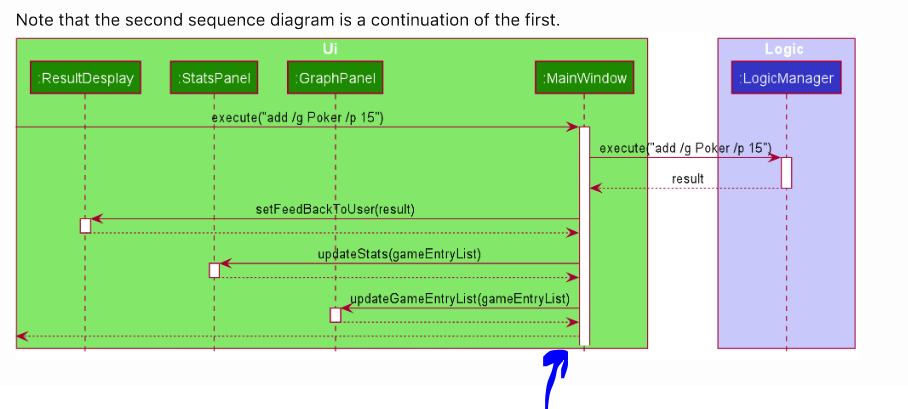 Note that the second sequence diagram is a continuation of the first.
Ui
Logic
:ResultDesplay
:StatsPanel
:GraphPanel
:MainWindow
:LogicManager
execute("add /g Poker /p 15")
execute("add /g Poker /p 15")
result
setFeedBackToUser(result)
updateStats(gameEntryList)
updateGameEntryList(gameEntryList)